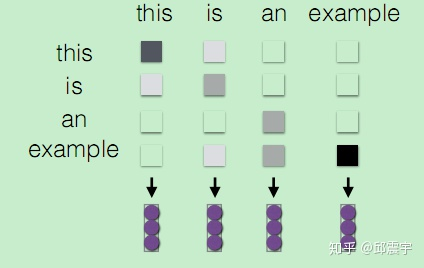 this is an example
this
is
an
example
知乎 @邱震宇